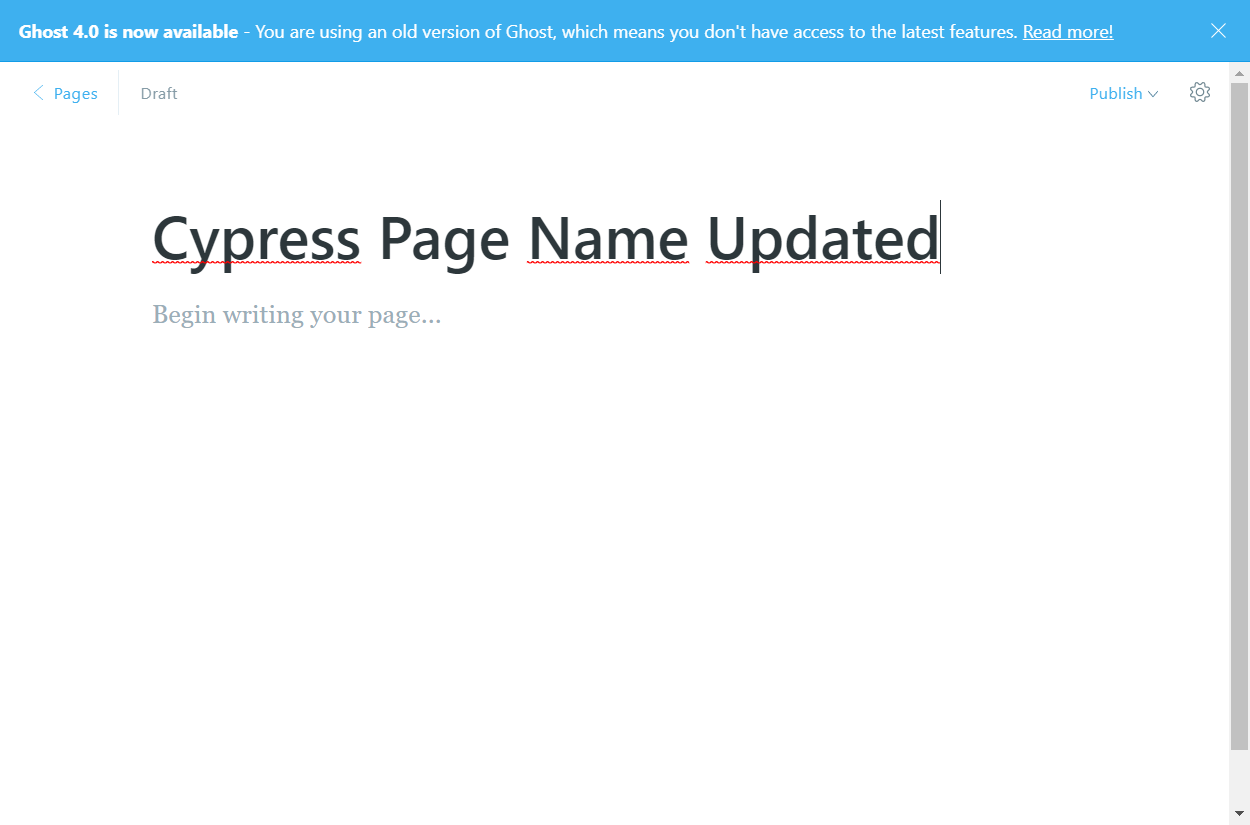 Ghost 4.0 is now available - You are using an old version of Ghost, which means you don't have access to the latest features. Read more!
Pages Draft Publish
Cypress Page Name Updated
Begin writing your page...